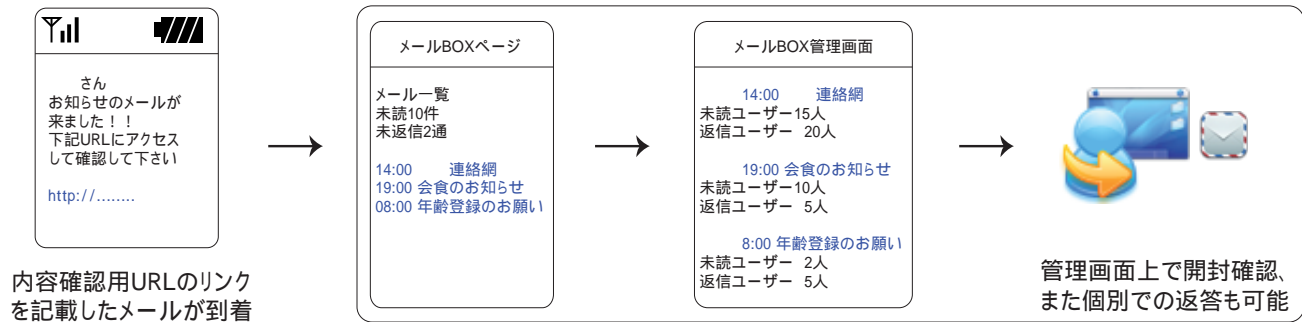 さん
お知らせのメールが
来ました！！
下記URLにアクセス
して確認して下さい
http://........
内容確認用URLのリンク
を記載したメールが到着
メールBOXページ
メール一覧
未読10件
未返信2通
14:00 連絡網
19:00 会食のお知らせ
08:00 年齢登録のお願い
メールBOX管理画面
14:00 連絡網
未読ユーザー15人
返信ユーザー 20人
19:00 会食のお知らせ
未読ユーザー10人
返信ユーザー 5人
8:00 年齢登録のお願い
未読ユーザー 2人
返信ユーザー 5人
管理画面上で開封確認、
また個別での返答も可能